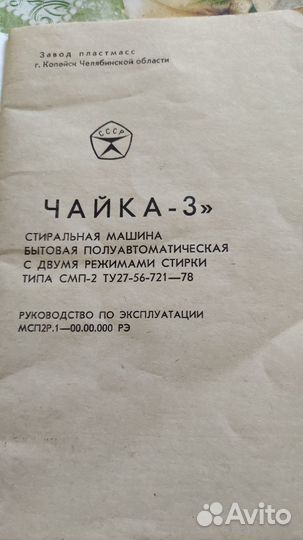 Завод пластмасс
г. Копейск Челябинской области
СССР
ЧАЙКА-3»
СТИРАЛЬНАЯ МАШИНА
БЫТОВАЯ ПОЛУАВТОМАТИЧЕСКАЯ
С ДВУМЯ РЕЖИМАМИ СТИРКИ
ТИПА СМП-2 ТУ27-56-721—78
РУКОВОДСТВО ПО ЭКСПЛУАТАЦИИ
МСП2Р.1—00.00.000 РЭ
Avito